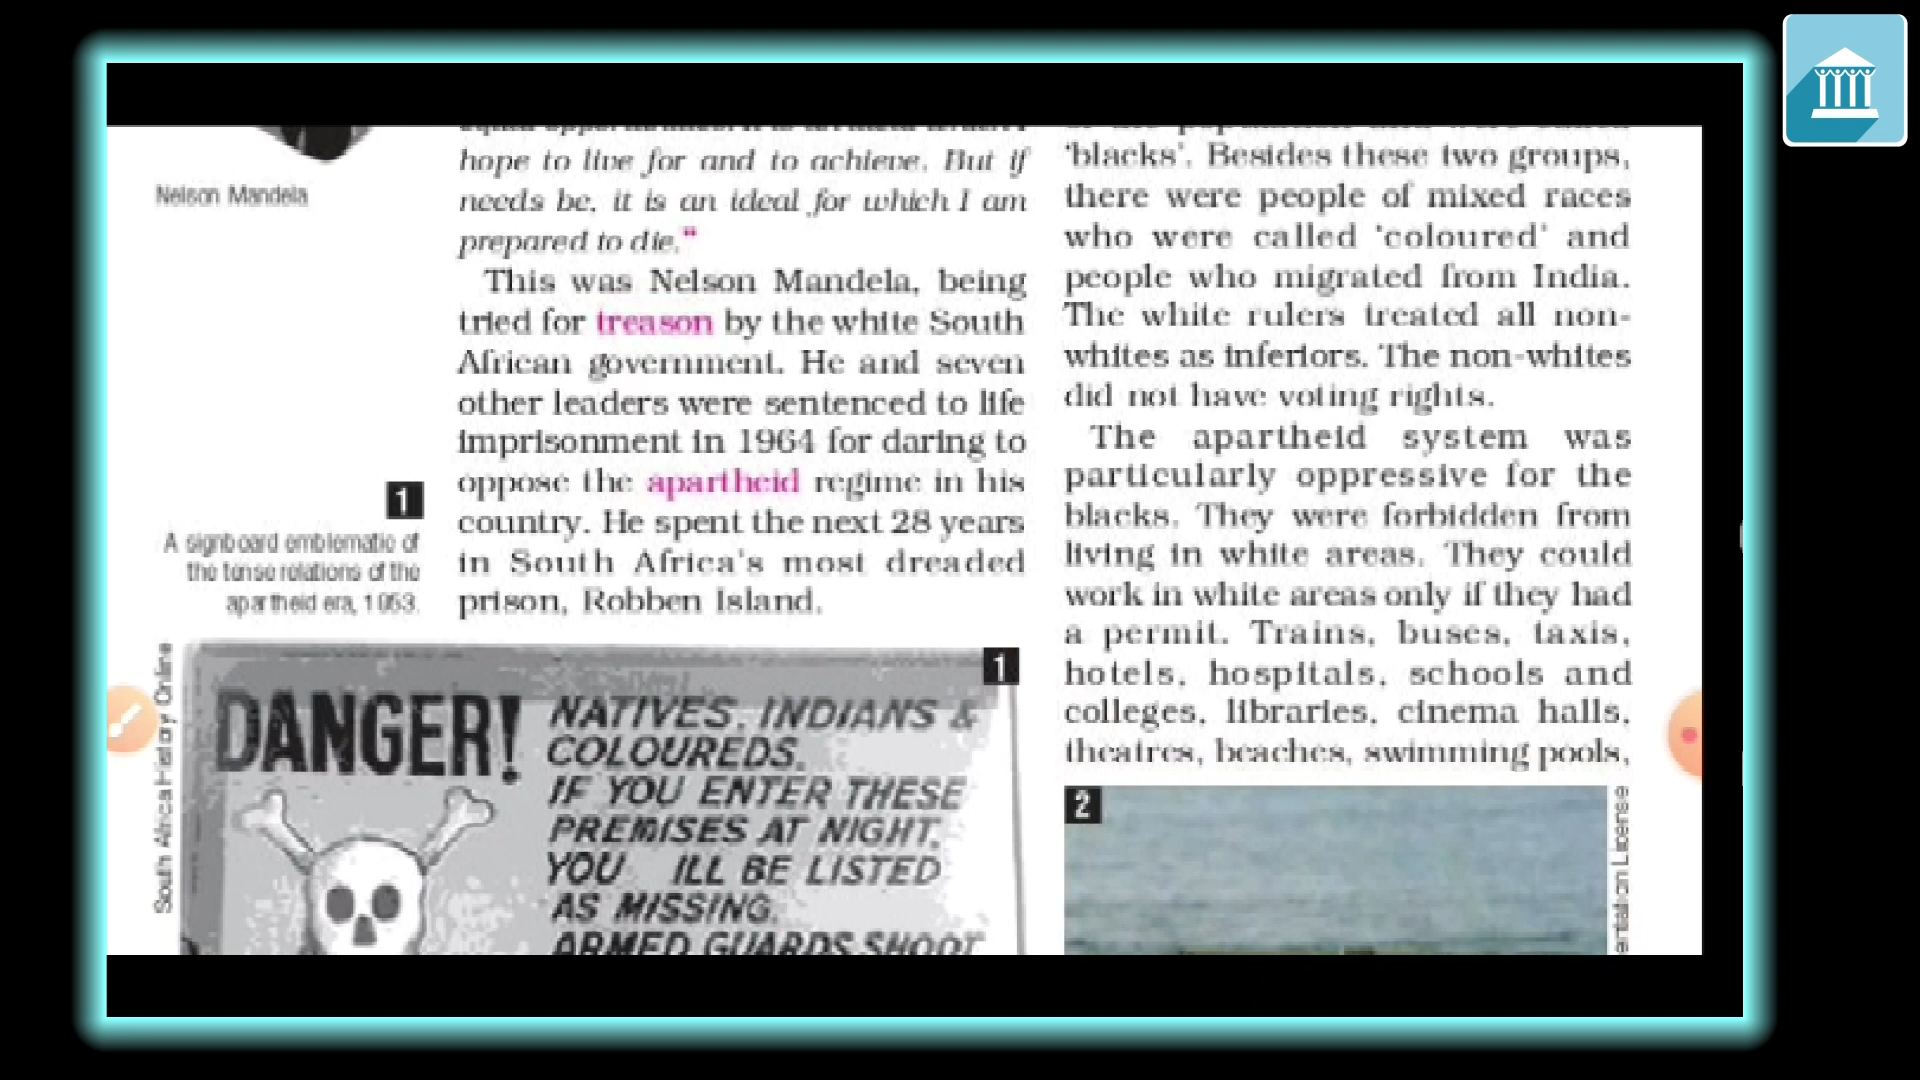 Nelson Mandela
hope to live for and to achieve. But if
needs be, it is an ideal for which I am
prepared to die."
This was Nelson Mandela, being
tried for treason by the white South
African government. He and seven
other leaders were sentenced to life
imprisonment in 1964 for daring to
oppose the apartheid regime in his
country. He spent the next 28 years
in South Africa's most dreaded
prison, Robben Island.
1
A signboard emblematic of
the tense relations of the
apartheid era, 1953.
South Africa History Online
1
DANGER!
NATIVES, INDIANS &
COLOUREDS.
IF YOU ENTER THESE
PREMISES AT NIGHT,
YOU ILL BE LISTED
AS MISSING.
ARMED GUARDS SHOOT
'blacks'. Besides these two groups,
there were people of mixed races
who were called 'coloured' and
people who migrated from India.
The white rulers treated all non-
whites as inferiors. The non-whites
did not have voting rights.
The apartheid system was
particularly oppressive for the
blacks. They were forbidden from
living in white areas. They could
work in white areas only if they had
a permit. Trains, buses, taxis,
hotels, hospitals, schools and
colleges, libraries, cinema halls,
theatres, beaches, swimming pools,
2
License